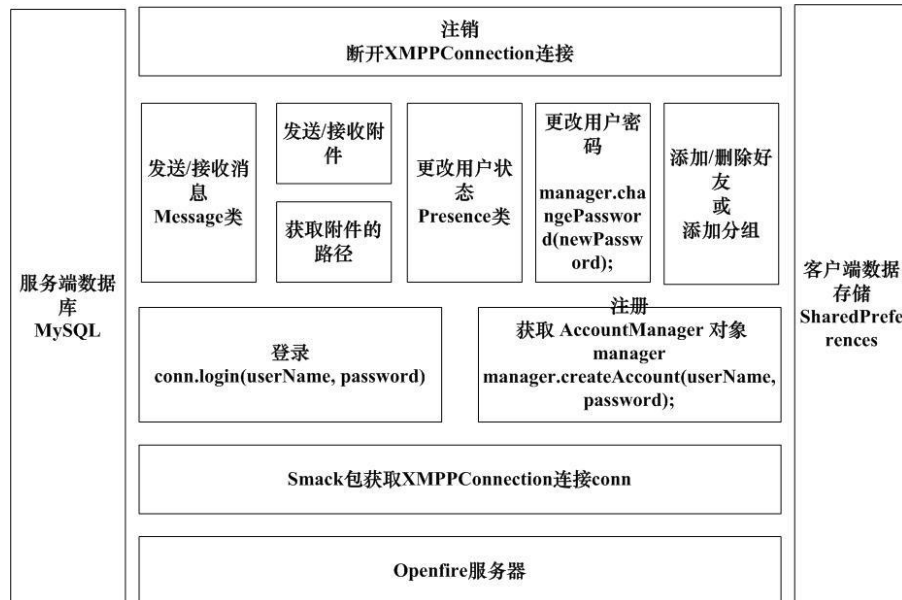 注销
断开XMPPConnection连接
发送/接收消
息
Message类
发送/接收附
件
获取附件的
路径
更改用户状
态
Presence类
更改用户密
码
manager.cha
ngePasswor
d(newPassw
ord);
添加/删除好
友
或
添加分组
服务端数据
库
MySQL
客户端数据
存储
SharedPrefe
rences
登录
conn.login(userName, password)
注册
获取 AccountManager 对象
manager
manager.createAccount(userName,
password);
Smack包获取XMPPConnection连接conn
Openfire服务器